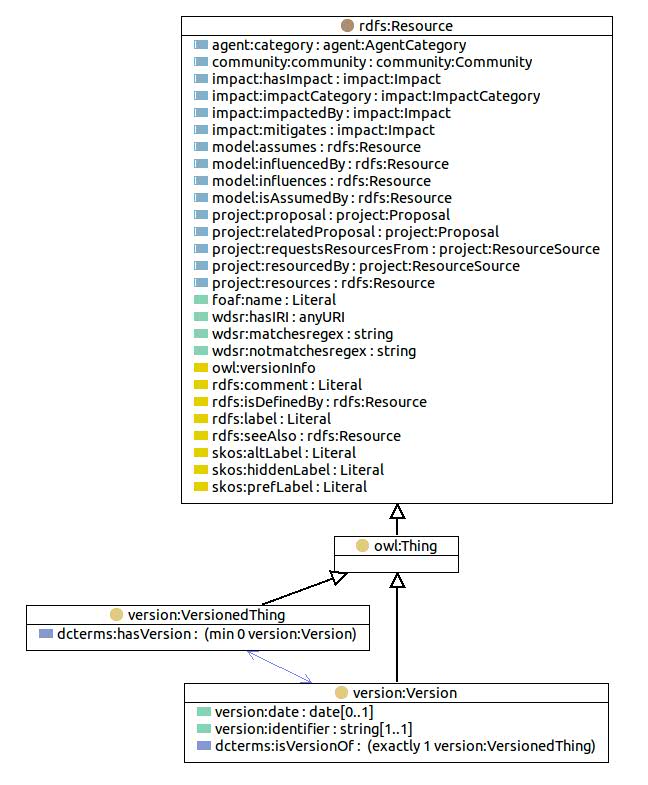 rdfs:Resource
agent:category : agent:AgentCategory
community:community : community:Community
impact:hasImpact : impact:Impact
impact:impactCategory : impact:ImpactCategory
impact:impactedBy : impact:Impact
impact:mitigates : impact:Impact
model:assumes : rdfs:Resource
model:influencedBy : rdfs:Resource
model:influences : rdfs:Resource
model:isAssumedBy : rdfs:Resource
project:proposal : project:Proposal
project:relatedProposal : project:Proposal
project:requestsResourcesFrom : project:ResourceSource
project:resourcedBy : project:ResourceSource
project:resources : rdfs:Resource
foaf:name : Literal
wdsr:hasIRI : anyURI
wdsr:matchesregex : string
wdsr:notmatchesregex : string
owl:versionInfo
rdfs:comment : Literal
rdfs:isDefinedBy : rdfs:Resource
rdfs:label : Literal
rdfs:seeAlso : rdfs:Resource
skos:altLabel : Literal
skos:hiddenLabel : Literal
skos:prefLabel : Literal
owl:Thing
version:VersionedThing
dcterms:hasVersion : (min 0 version:Version)
version:Version
version:date : date[0..1]
version:identifier : string[1..1]
dcterms:isVersionOf : (exactly 1 version:VersionedThing)